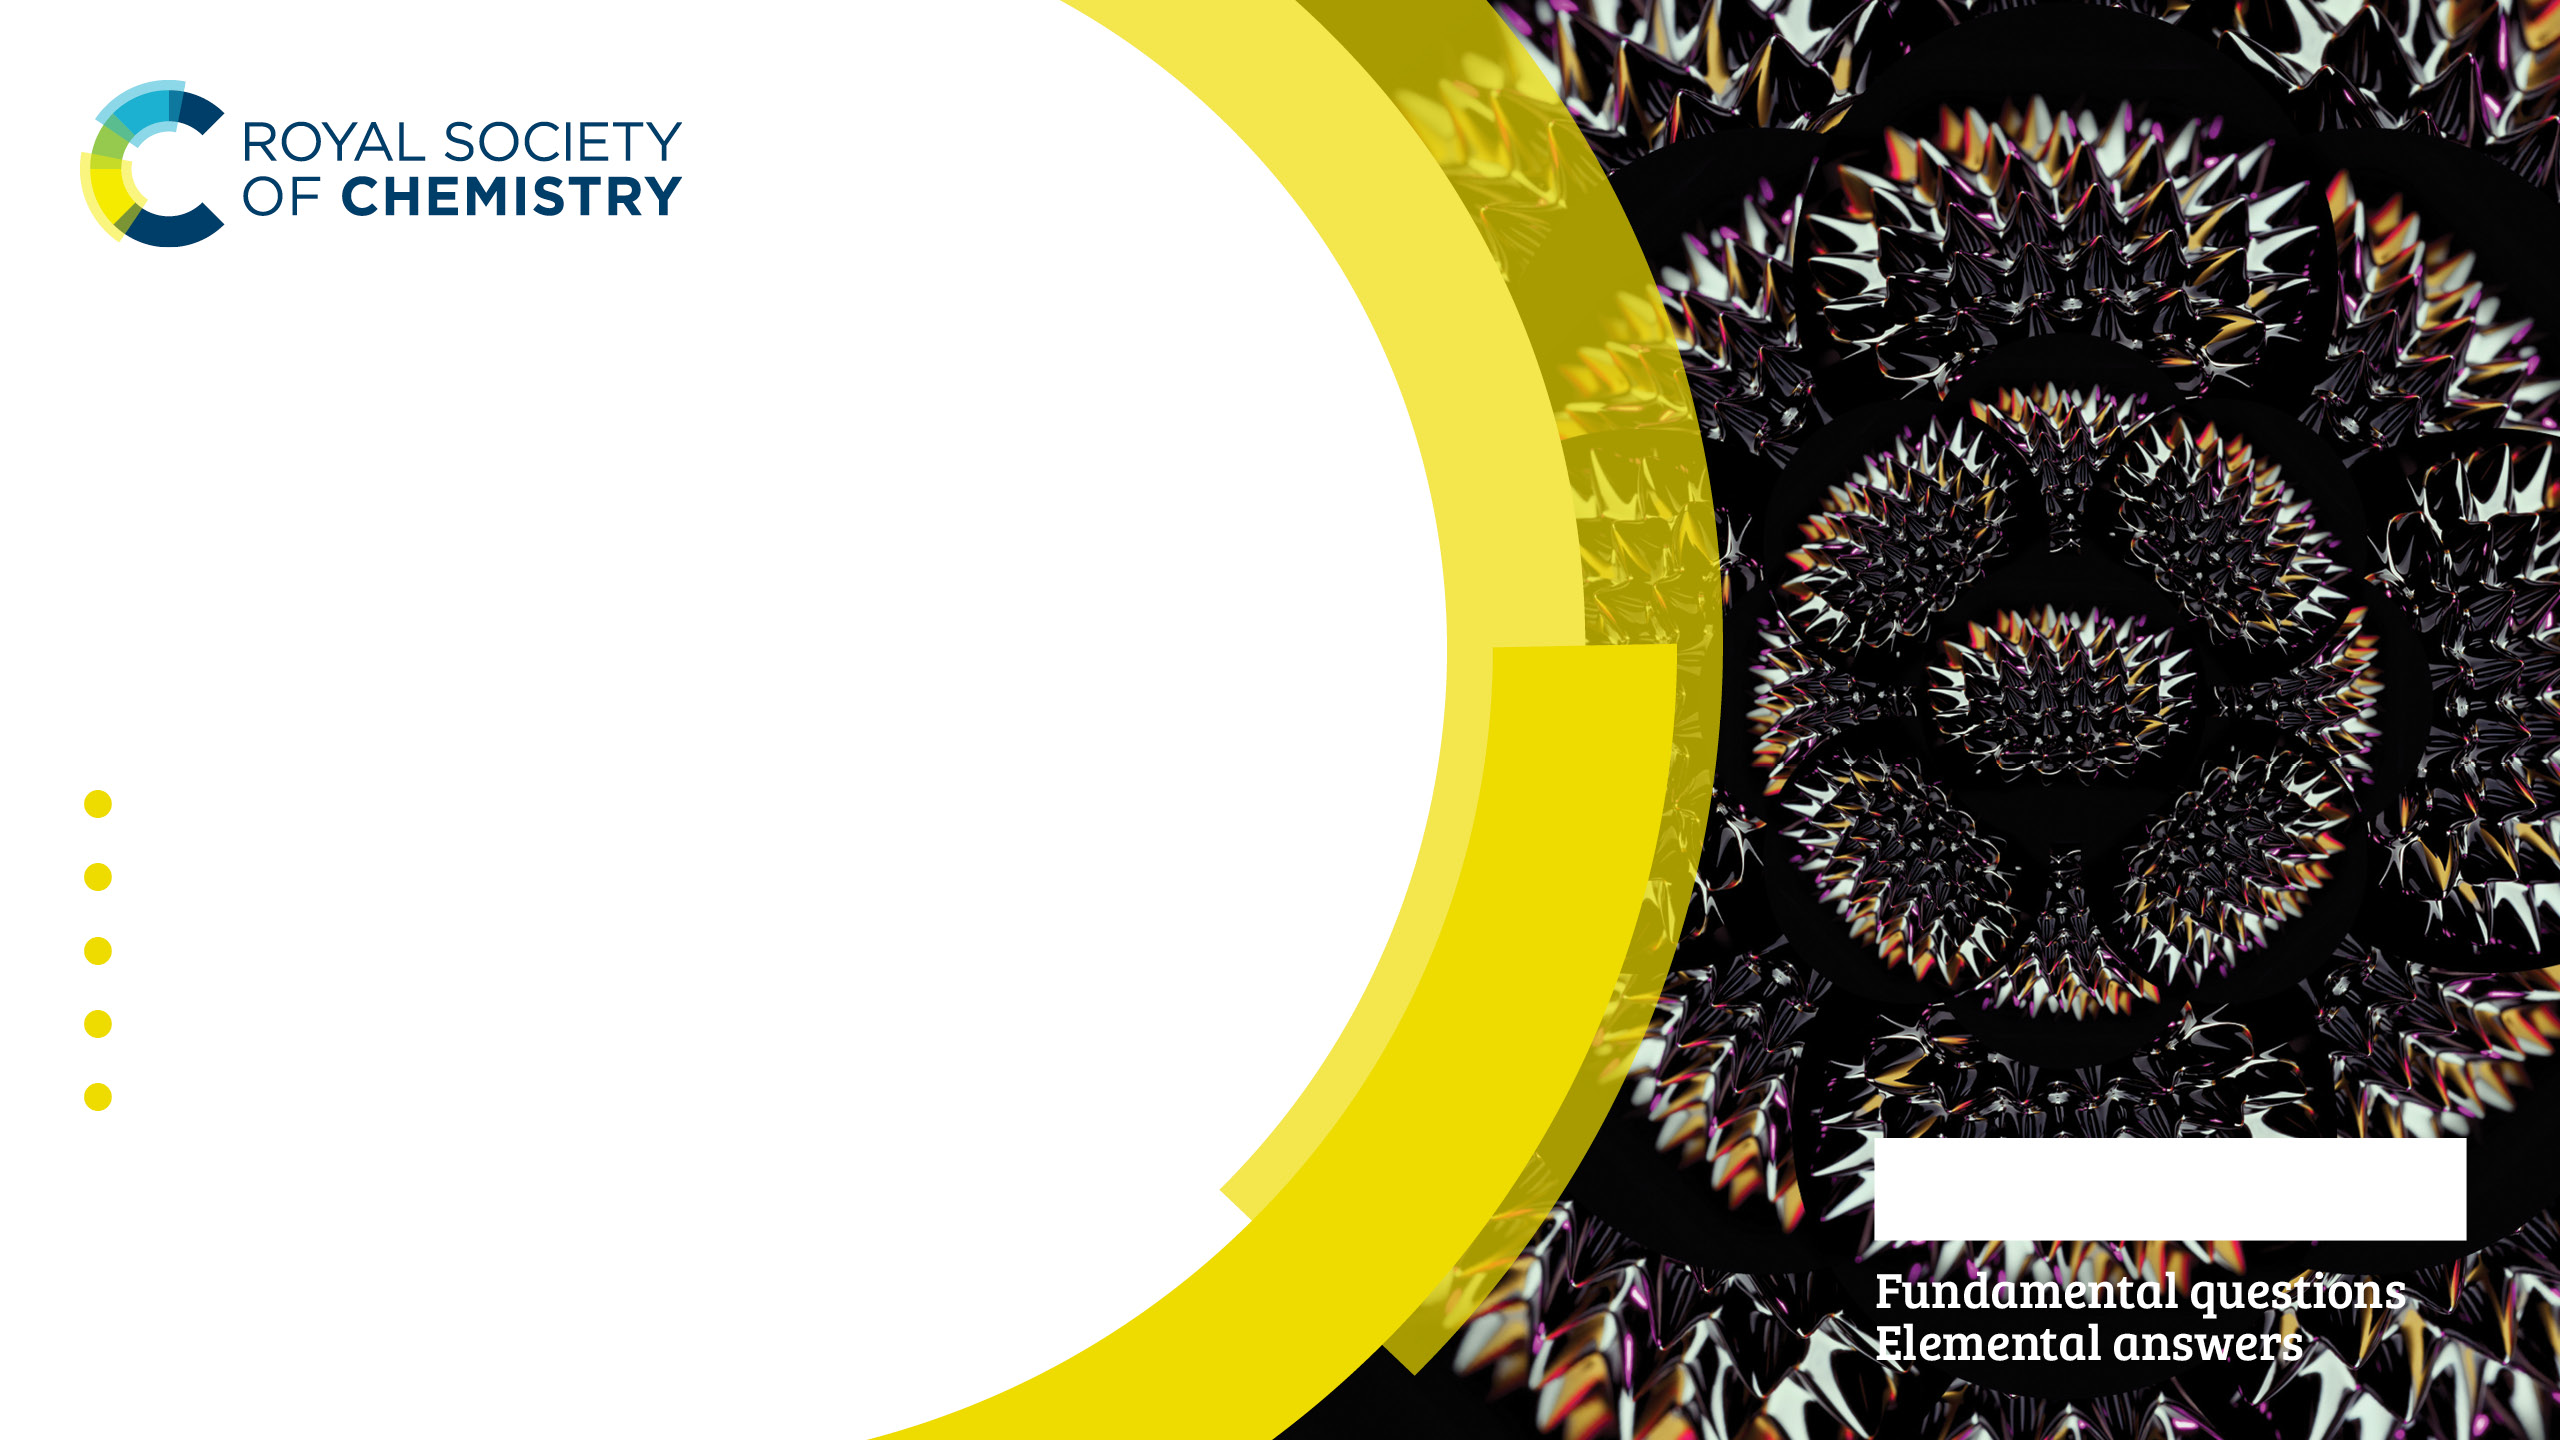 ROYAL SOCIETY
OF CHEMISTRY
Fundamental questions
Elemental answers